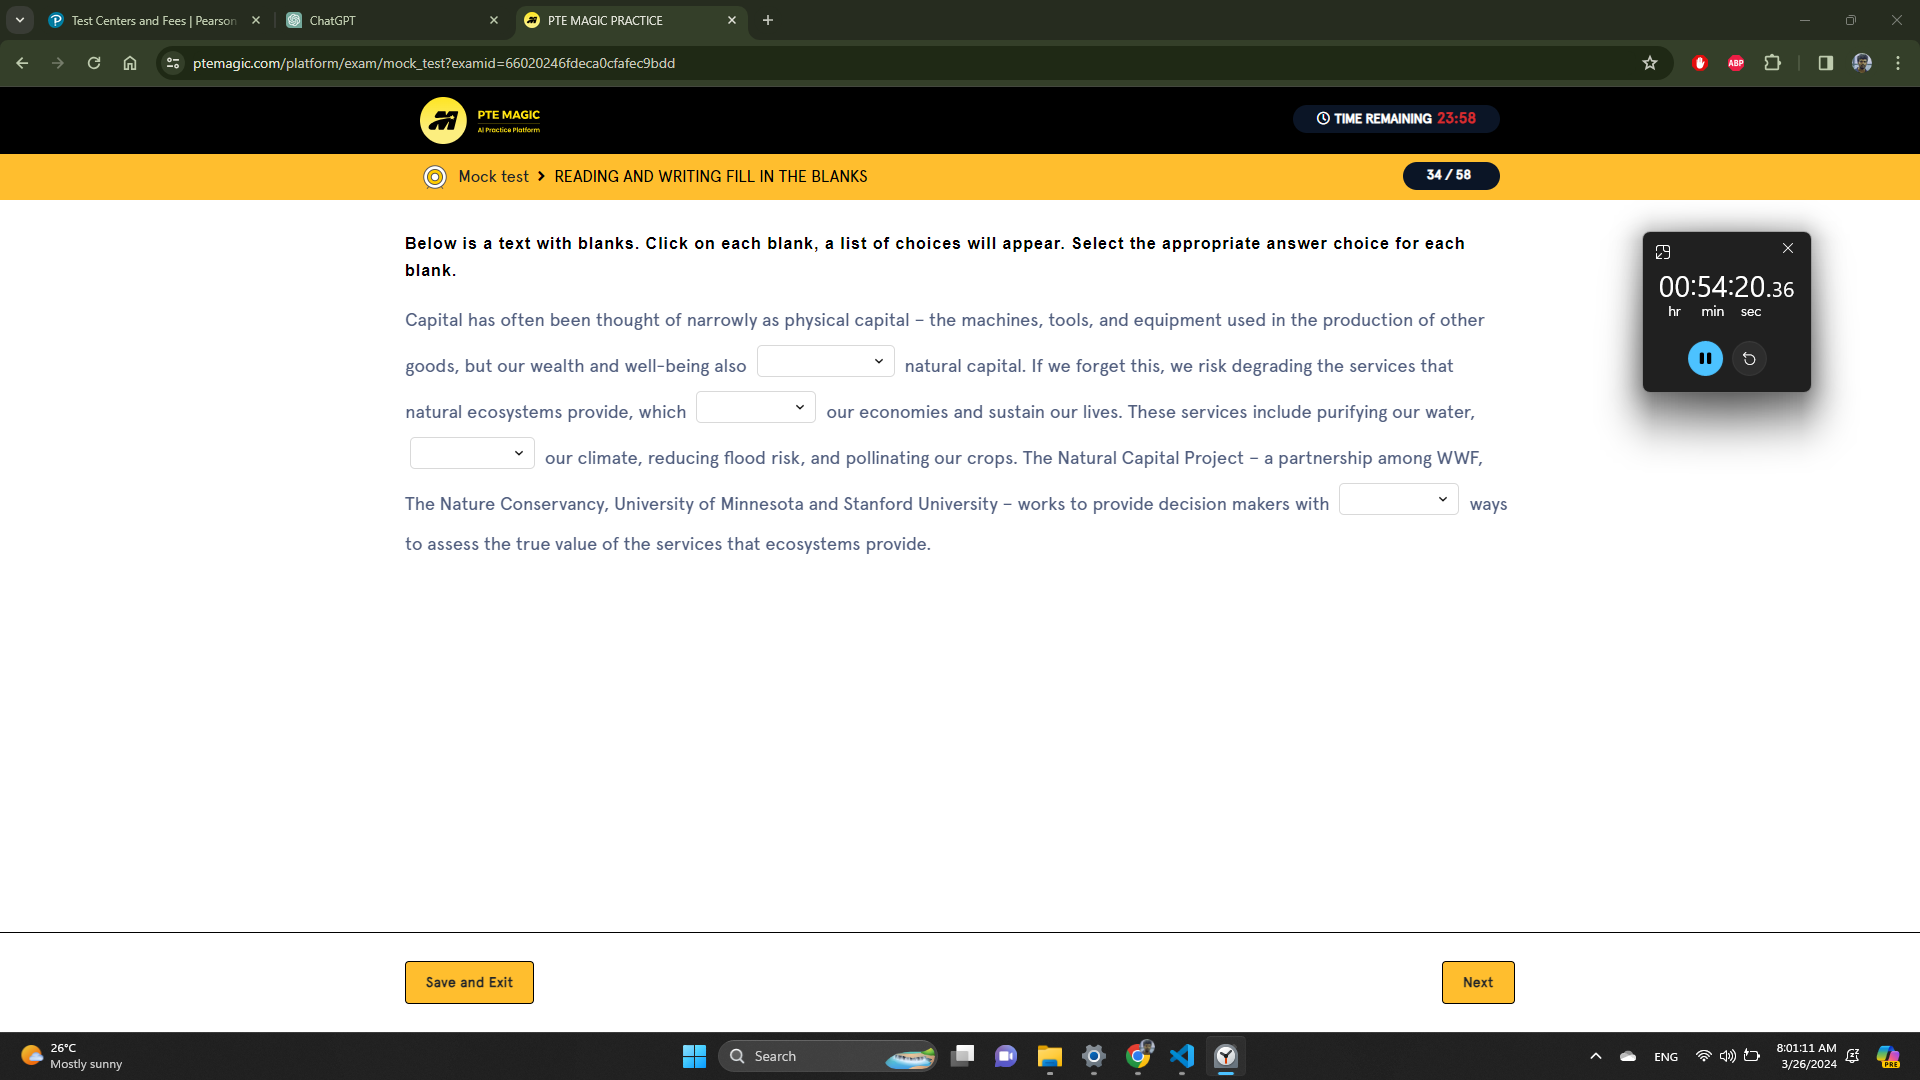 Test Centers and Fees | Pearson
ChatGPT
PTE MAGIC PRACTICE
ptemagic.com/platform/exam/mock_test?examid=66020246fdeca0cfafec9bdd
ABP
PTE MAGIC
AI Practice Platform
TIME REMAINING 23:58
Mock test > READING AND WRITING FILL IN THE BLANKS
34 / 58
Below is a text with blanks. Click on each blank, a list of choices will appear. Select the appropriate answer choice for each
blank.
00:54:20.36
hr min sec
Capital has often been thought of narrowly as physical capital – the machines, tools, and equipment used in the production of other
goods, but our wealth and well-being also natural capital. If we forget this, we risk degrading the services that
natural ecosystems provide, which our economies and sustain our lives. These services include purifying our water,
our climate, reducing flood risk, and pollinating our crops. The Natural Capital Project – a partnership among WWF,
The Nature Conservancy, University of Minnesota and Stanford University – works to provide decision makers with ways
to assess the true value of the services that ecosystems provide.
Save and Exit
Next
26°C
Mostly sunny
Search
ENG
8:01:11 AM
3/26/2024
PRE